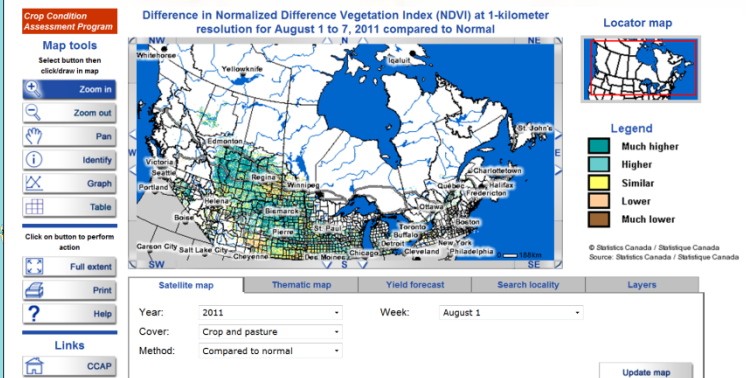 Crop Condition
Assessment Program
Map tools
Select button then
click/draw in map
Zoom in
Zoom out
Pan
Identify
Graph
Table
Click on button to perform
action
Full extent
Print
Help
Links
CCAP
Difference in Normalized Difference Vegetation Index (NDVI) at 1-kilometer
resolution for August 1 to 7, 2011 compared to Normal
NW
N
NE
Whitehorse
Iqaluit
Yellowknife
St. John's
Edmonton
W
E
Victoria
Seattle
Regina
Charlottetown
Portland
Winnipeg
Québec
Halifax
Fredericton
Helena
Ottawa
Boise
Bismarck
Boston
Pierre
St. Paul
Toronto
Buffalo
Detroit
New York
Carson City
Salt Lake City
Chicago
Cleveland
Philadelphia
Cheyenne
Des Moines
SW
S
SE
Locator map
Legend
Much higher
Higher
Similar
Lower
Much lower
© Statistics Canada / Statistique Canada
Source: Statistics Canada / Statistique Canada
Satellite map
Thematic map
Yield forecast
Search locality
Layers
Year: 2011 Week: August 1
Cover: Crop and pasture
Method: Compared to normal
Update map